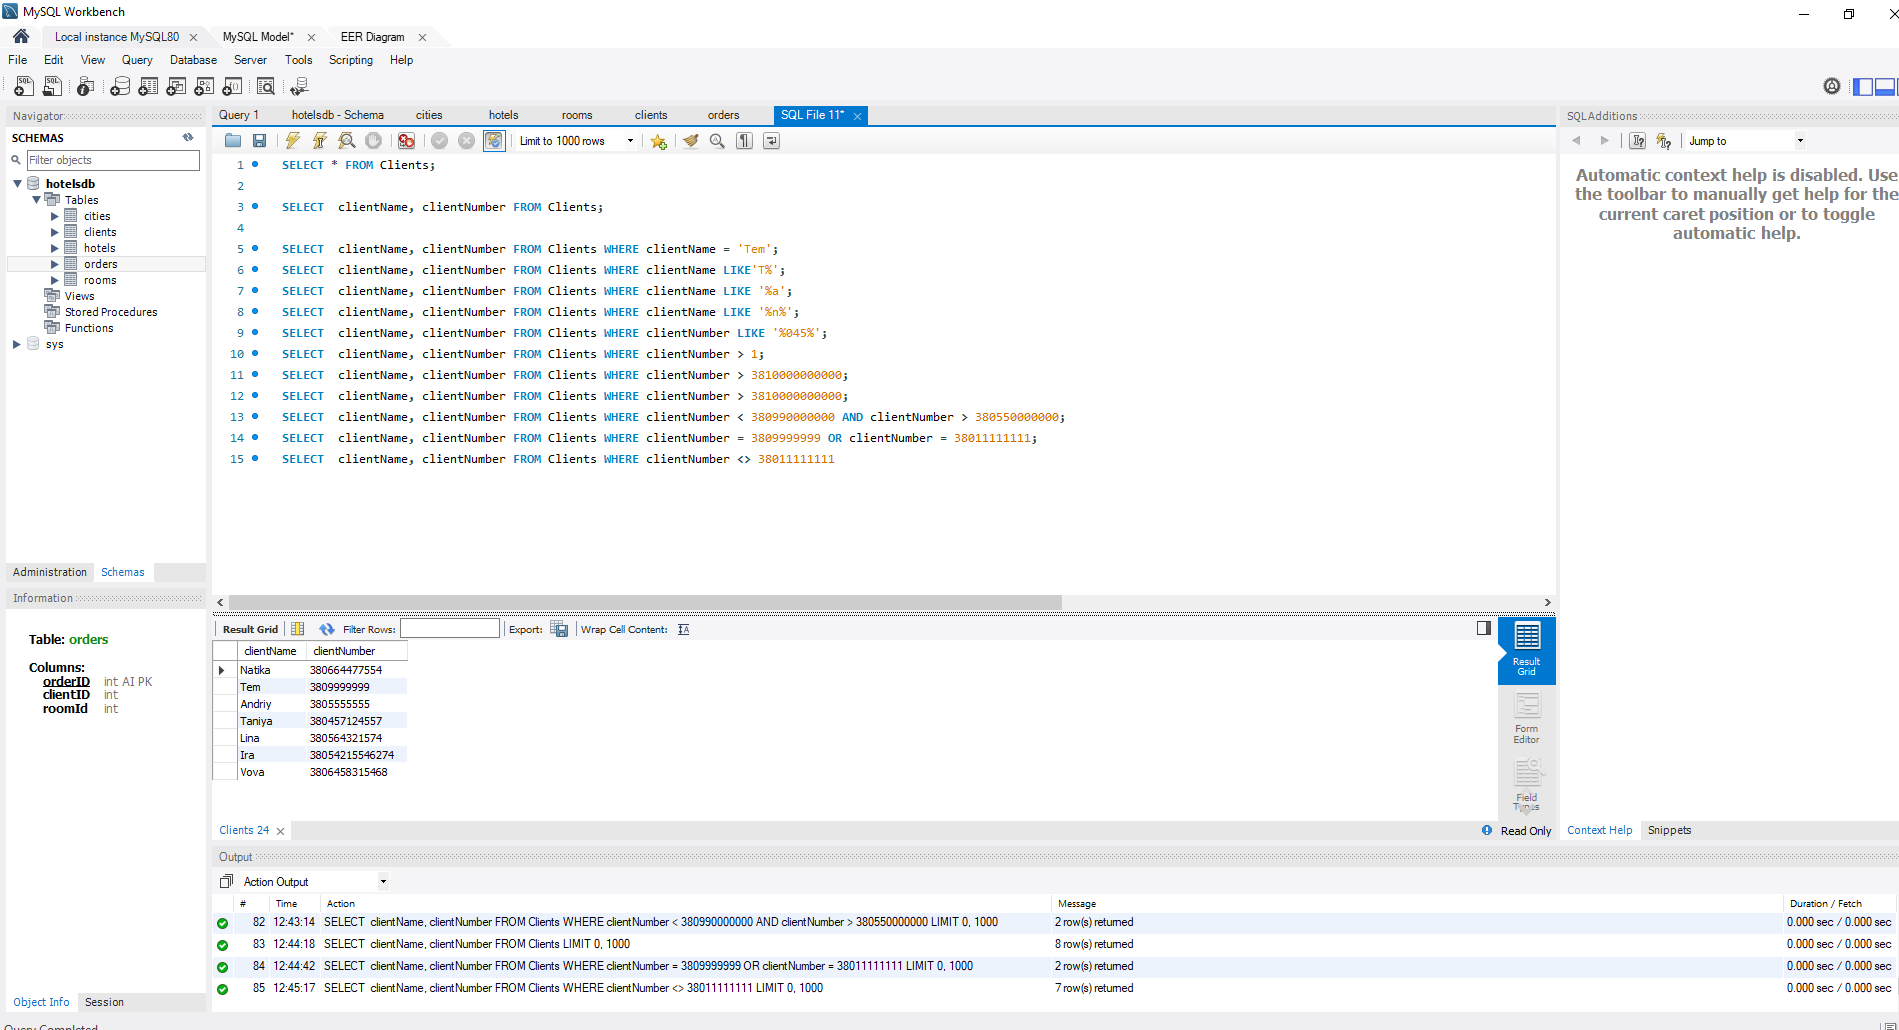 MySQL Workbench
Local instance MySQL80 MySQL Model* EER Diagram
File Edit View Query Database Server Tools Scripting Help
Navigator
SCHEMAS
Filter objects
hotelsdb
Tables
cities
clients
hotels
orders
rooms
Views
Stored Procedures
Functions
sys
Administration Schemas
Information
Table: orders
Columns:
orderID int AI PK
clientID int
roomId int
Object Info Session
Query Completed
Query 1 hotelsdb - Schema cities hotels rooms clients orders SQL File 11*
Limit to 1000 rows
1 SELECT * FROM Clients;
2
3 SELECT  clientName, clientNumber FROM Clients;
4
5 SELECT  clientName, clientNumber FROM Clients WHERE clientName = 'Tem';
6 SELECT  clientName, clientNumber FROM Clients WHERE clientName LIKE'T%';
7 SELECT  clientName, clientNumber FROM Clients WHERE clientName LIKE '%a';
8 SELECT  clientName, clientNumber FROM Clients WHERE clientName LIKE '%n%';
9 SELECT  clientName, clientNumber FROM Clients WHERE clientNumber LIKE '%045%';
10 SELECT  clientName, clientNumber FROM Clients WHERE clientNumber > 1;
11 SELECT  clientName, clientNumber FROM Clients WHERE clientNumber > 3810000000000;
12 SELECT  clientName, clientNumber FROM Clients WHERE clientNumber > 3810000000000;
13 SELECT  clientName, clientNumber FROM Clients WHERE clientNumber < 380990000000 AND clientNumber > 380550000000;
14 SELECT  clientName, clientNumber FROM Clients WHERE clientNumber = 3809999999 OR clientNumber = 38011111111;
15 SELECT  clientName, clientNumber FROM Clients WHERE clientNumber <> 38011111111
Result Grid Filter Rows: Export: Wrap Cell Content:
clientName clientNumber
Natika 380664477554
Tem 3809999999
Andriy 3805555555
Taniya 380457124557
Lina 380564321574
Ira 38054215546274
Vova 3806458315468
Result Grid
Form Editor
Field Types
Clients 24
Read Only
SQLAdditions
Jump to
Automatic context help is disabled. Use
the toolbar to manually get help for the
current caret position or to toggle
automatic help.
Context Help Snippets
Output
Action Output
# Time Action Message Duration / Fetch
82 12:43:14 SELECT  clientName, clientNumber FROM Clients WHERE clientNumber < 380990000000 AND clientNumber > 380550000000 LIMIT 0, 1000 2 row(s) returned 0.000 sec / 0.000 sec
83 12:44:18 SELECT  clientName, clientNumber FROM Clients LIMIT 0, 1000 8 row(s) returned 0.000 sec / 0.000 sec
84 12:44:42 SELECT  clientName, clientNumber FROM Clients WHERE clientNumber = 3809999999 OR clientNumber = 38011111111 LIMIT 0, 1000 2 row(s) returned 0.000 sec / 0.000 sec
85 12:45:17 SELECT  clientName, clientNumber FROM Clients WHERE clientNumber <> 38011111111 LIMIT 0, 1000 7 row(s) returned 0.000 sec / 0.000 sec